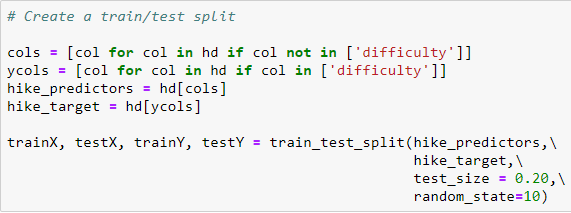 # Create a train/test split
cols = [col for col in hd if col not in ['difficulty']]
ycols = [col for col in hd if col in ['difficulty']]
hike_predictors = hd[cols]
hike_target = hd[ycols]
trainX, testX, trainY, testY = train_test_split(hike_predictors,\
hike_target,\
test_size = 0.20,\
random_state=10)